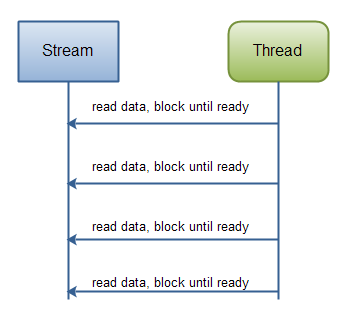 Stream
Thread
read data, block until ready
read data, block until ready
read data, block until ready
read data, block until ready